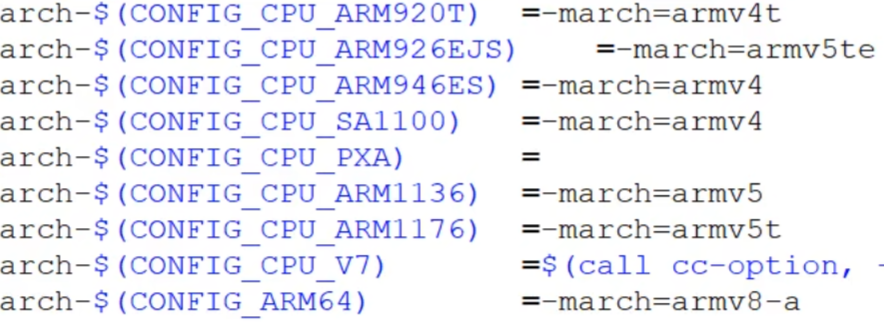 arch-$(CONFIG_CPU_ARM920T) =-march=armv4t
arch-$(CONFIG_CPU_ARM926EJS) =-march=armv5te
arch-$(CONFIG_CPU_ARM946ES) =-march=armv4
arch-$(CONFIG_CPU_SA1100) =-march=armv4
arch-$(CONFIG_CPU_PXA) =
arch-$(CONFIG_CPU_ARM1136) =-march=armv5
arch-$(CONFIG_CPU_ARM1176) =-march=armv5t
arch-$(CONFIG_CPU_V7) =$(call cc-option, -
arch-$(CONFIG_ARM64) =-march=armv8-a